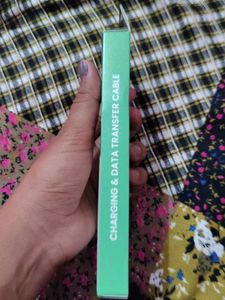 CHARGING & DATA TRANSFER CABLE